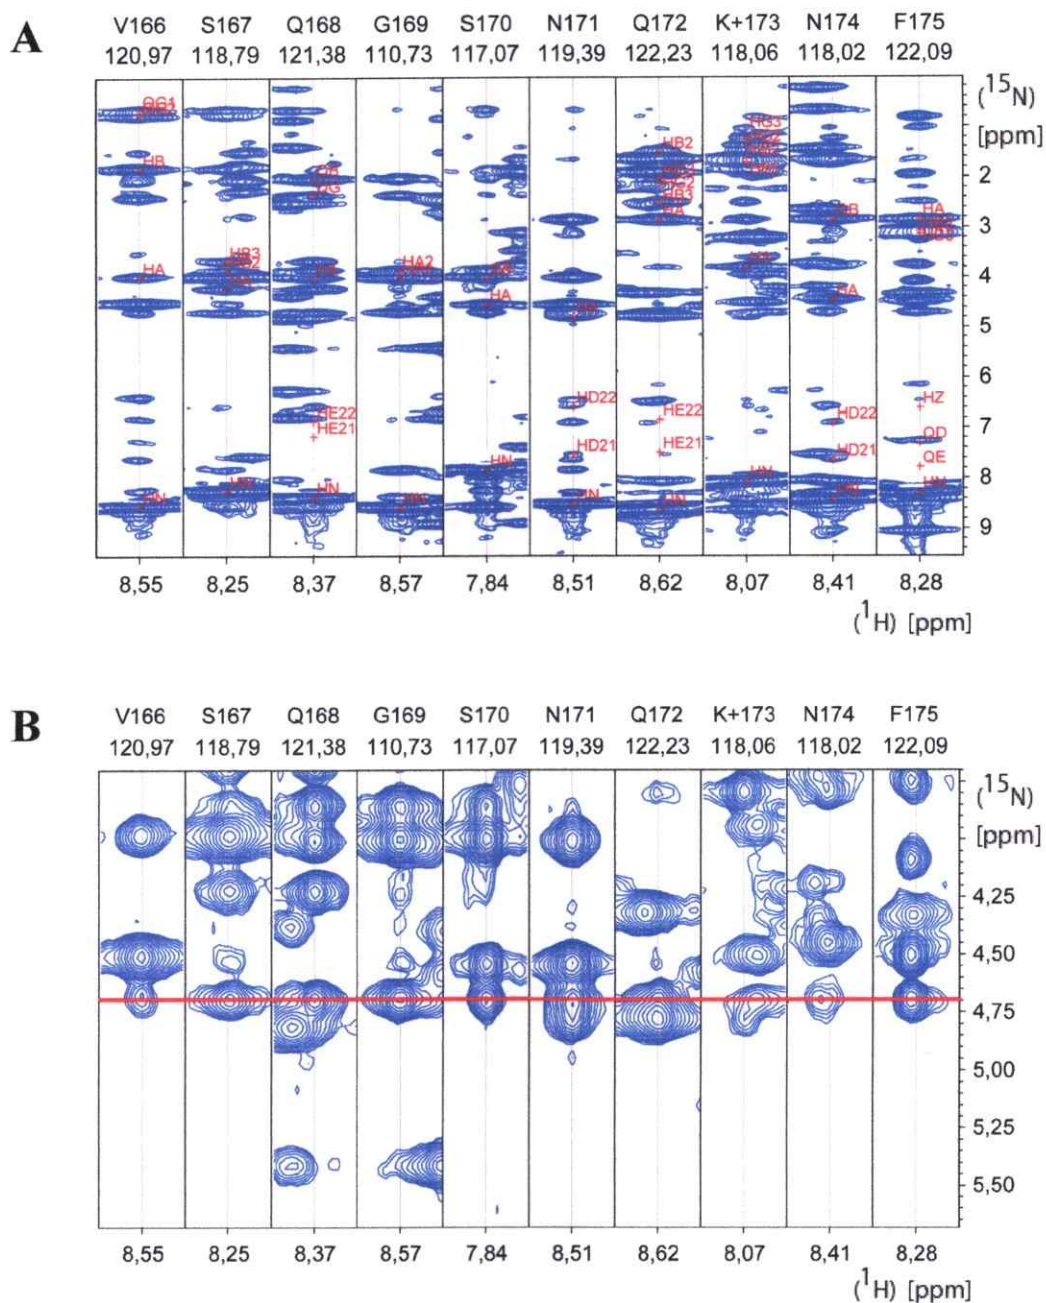 A
V166 S167 Q168 G169 S170 N171 Q172 K+173 N174 F175
120,97 118,79 121,38 110,73 117,07 119,39 122,23 118,06 118,02 122,09
(15N)
[ppm]
QG1
HG3
HB HB2
2
HG2
HB3
HA HB HA
3
HB3 HA2
HA HA
4
HA HA
5
6
HD22 HZ
HE22 HE22 HD22
7
HE21 QD
HD21 HE21 HD21 QE
8
HN HN HN HN HN HN HN HN HN HN
9
8,55 8,25 8,37 8,57 7,84 8,51 8,62 8,07 8,41 8,28
(1H) [ppm]
B
V166 S167 Q168 G169 S170 N171 Q172 K+173 N174 F175
120,97 118,79 121,38 110,73 117,07 119,39 122,23 118,06 118,02 122,09
(15N)
[ppm]
4,25
4,50
4,75
5,00
5,25
5,50
8,55 8,25 8,37 8,57 7,84 8,51 8,62 8,07 8,41 8,28
(1H) [ppm]